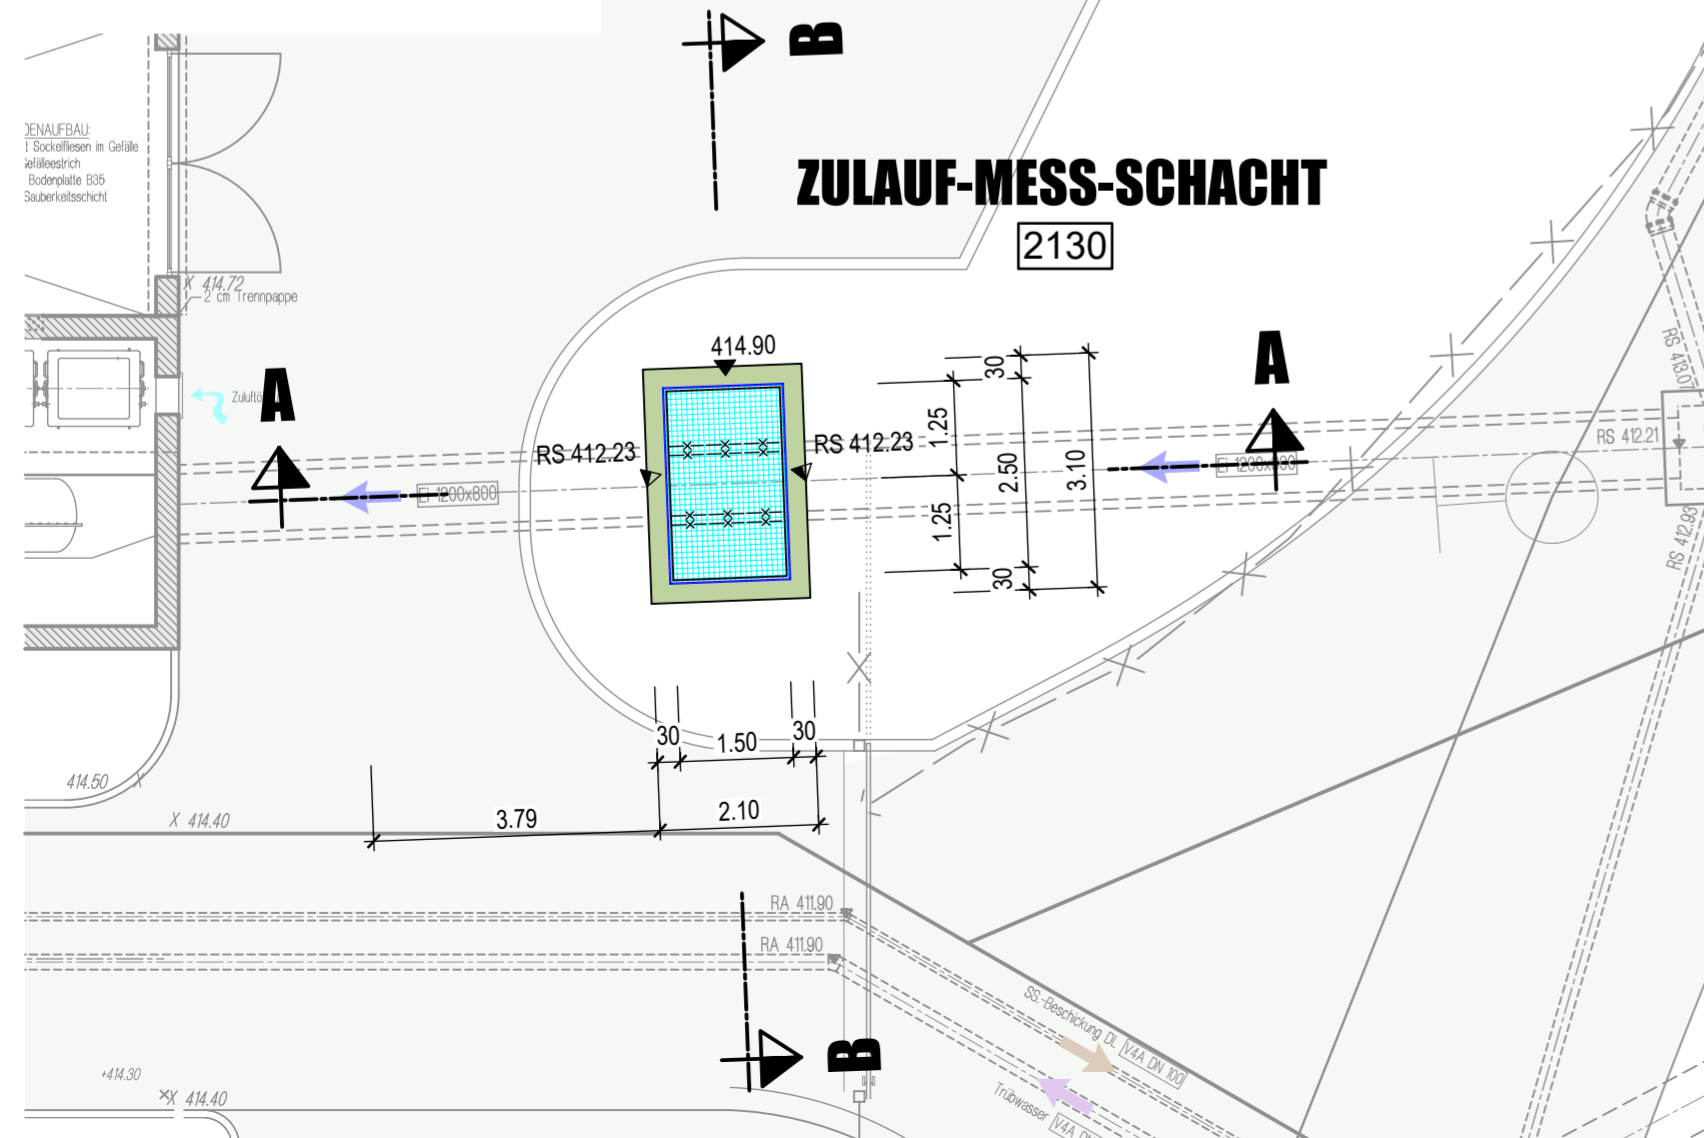 B
ZULAUF-MESS-SCHACHT
2130
DENAUFBAU:
t Sockelfliesen im Gefälle
Gefälleestrich
Bodenplatte B35
Sauberkeitsschicht
X 414.72
2 cm Trennpappe
A
A
414.90
30
1.25
2.50
3.10
1.25
30
RS 412.23
RS 412.23
RS 413.07
RS 412.21
RS 412.93
EI 1200x800
EI 1200x800
30
1.50
30
3.79
2.10
414.50 X
X 414.40
RA 411.90
RA 411.90
B
SS.-Beschickung DL V4A DN 100
Trübwasser V4A
+414.30
X 414.40